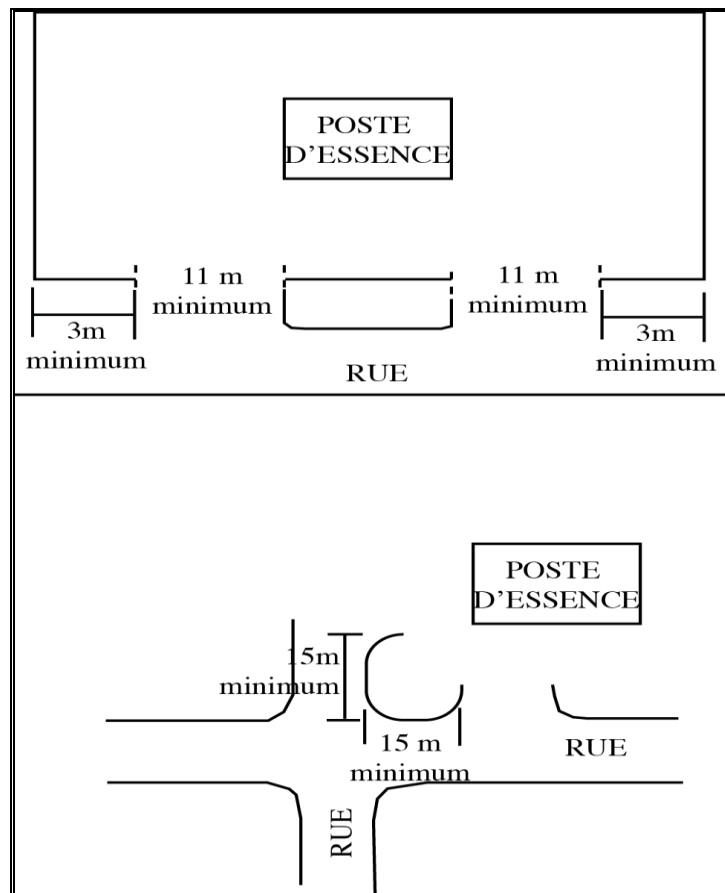 POSTE
D'ESSENCE
11 m
minimum
11 m
minimum
3m
minimum
3m
minimum
RUE
POSTE
D'ESSENCE
15m
minimum
15 m
minimum
RUE
RUE